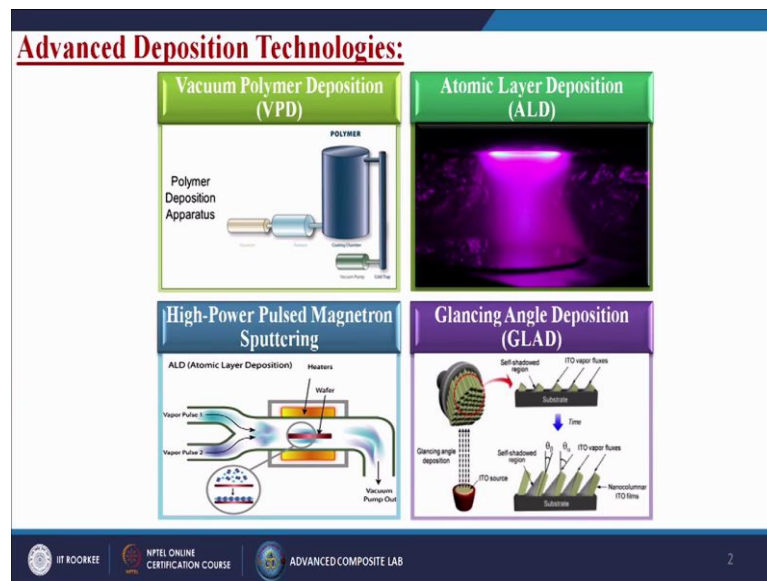 Advanced Deposition Technologies:
Vacuum Polymer Deposition
(VPD)
POLYMER
Polymer
Deposition
Apparatus
Coating Chamber
Vacuum Pump
Cold Trap
Atomic Layer Deposition
(ALD)
High-Power Pulsed Magnetron
Sputtering
ALD (Atomic Layer Deposition)
Heaters
Wafer
Vapor Pulse 1
Vapor Pulse 2
Vacuum
Pump Out
Glancing Angle Deposition
(GLAD)
Self-shadowed
region
ITO vapor fluxes
Substrate
Time
Glancing angle
deposition
ITO source
Self-shadowed
region
ITO vapor fluxes
Nanocolumnar
ITO films
Substrate
IIT ROORKEE
NPTEL ONLINE
CERTIFICATION COURSE
ADVANCED COMPOSITE LAB
2